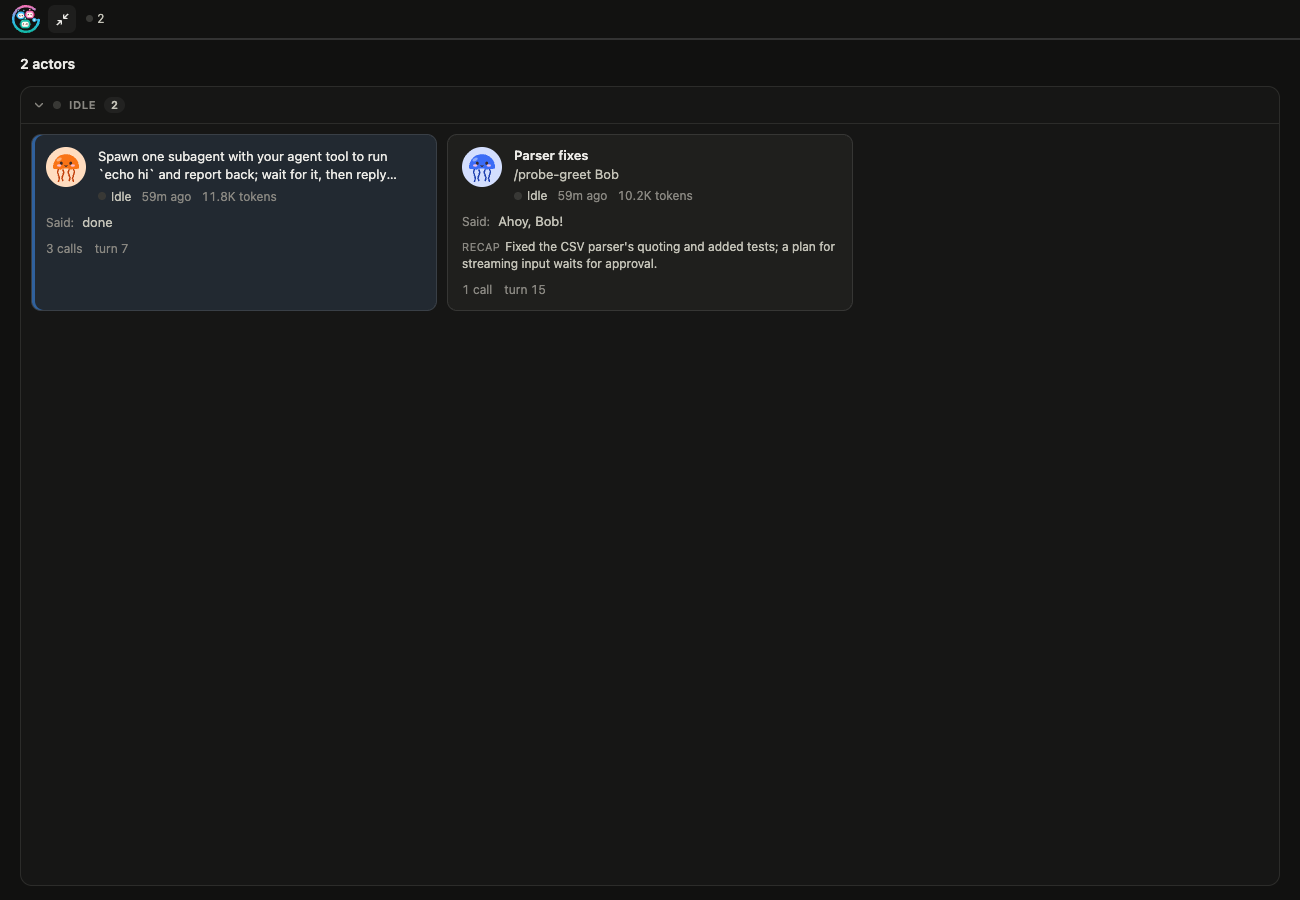 2
2 actors
IDLE 2
Spawn one subagent with your agent tool to run
`echo hi` and report back; wait for it, then reply…
Idle 59m ago 11.8K tokens
Said: done
3 calls turn 7
Parser fixes
/probe-greet Bob
Idle 59m ago 10.2K tokens
Said: Ahoy, Bob!
RECAP Fixed the CSV parser's quoting and added tests; a plan for
streaming input waits for approval.
1 call turn 15